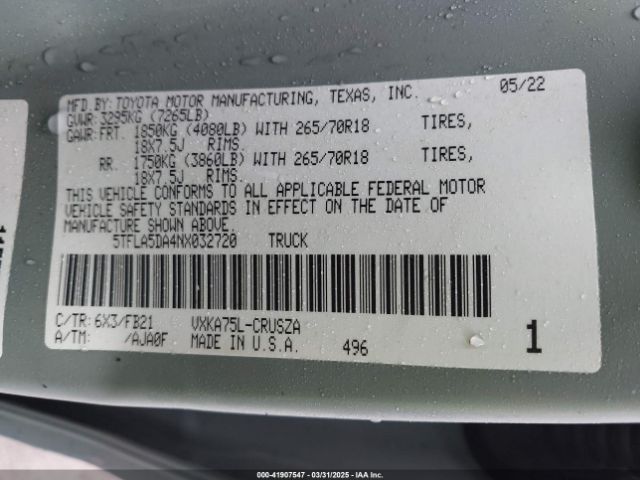 MFD.BY:TOYOTA MOTOR MANUFACTURING, TEXAS, INC. 05/22
GVWR:3295KG (7265LB)
GAWR:FRT. 1850KG (4080LB) WITH 265/70R18 TIRES,
18X7.5J RIMS.
RR. 1750KG (3860LB) WITH 265/70R18 TIRES,
18X7.5J RIMS.
THIS VEHICLE CONFORMS TO ALL APPLICABLE FEDERAL MOTOR
VEHICLE SAFETY STANDARDS IN EFFECT ON THE DATE OF
MANUFACTURE SHOWN ABOVE.
5TFLA5DA4NX032720 TRUCK
C/TR:6X3/FB21 VXKA75L-CRUSZA
A/TM: /AJA0F MADE IN U.S.A. 496 1
000-41907547 - 03/31/2025 - IAAI.ca